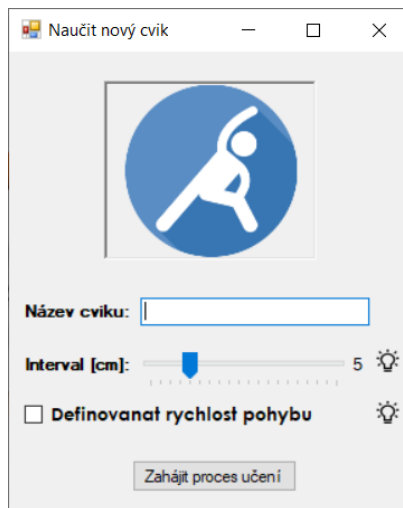 Naučit nový cvik
Název cviku:
Interval [cm]: 5
Definovanat rychlost pohybu
Zahájit proces učení